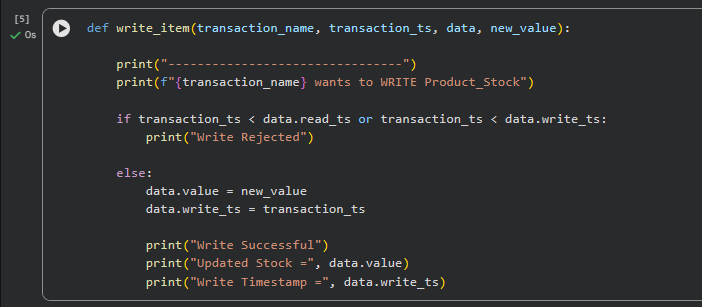 [5]
0s
def write_item(transaction_name, transaction_ts, data, new_value):
print("--------------------------------")
print(f"{transaction_name} wants to WRITE Product_Stock")
if transaction_ts < data.read_ts or transaction_ts < data.write_ts:
print("Write Rejected")
else:
data.value = new_value
data.write_ts = transaction_ts
print("Write Successful")
print("Updated Stock =", data.value)
print("Write Timestamp =", data.write_ts)